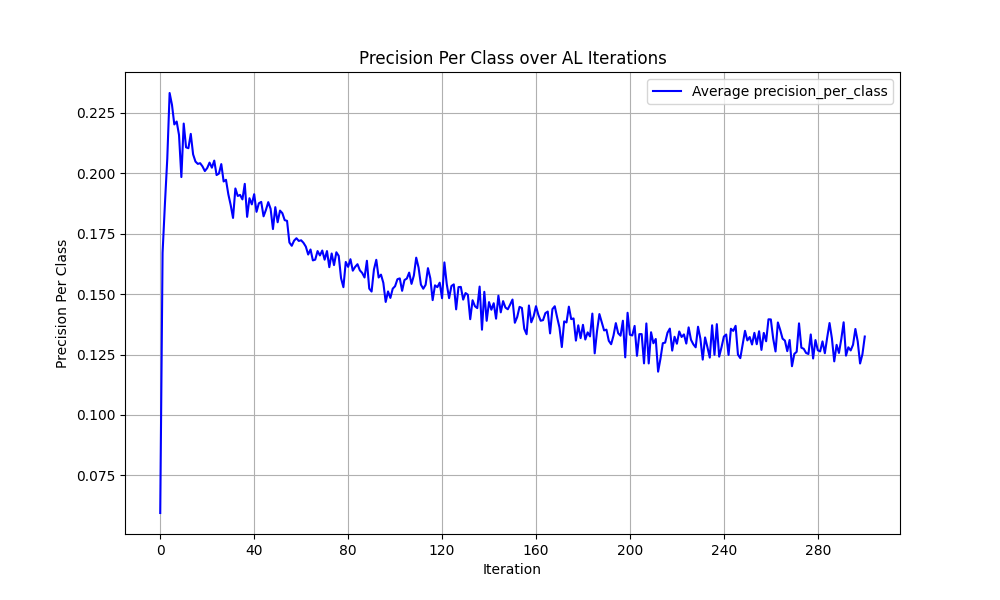 Precision Per Class over AL Iterations
Average precision_per_class
Precision Per Class
0.225
0.200
0.175
0.150
0.125
0.100
0.075
0 40 80 120 160 200 240 280
Iteration